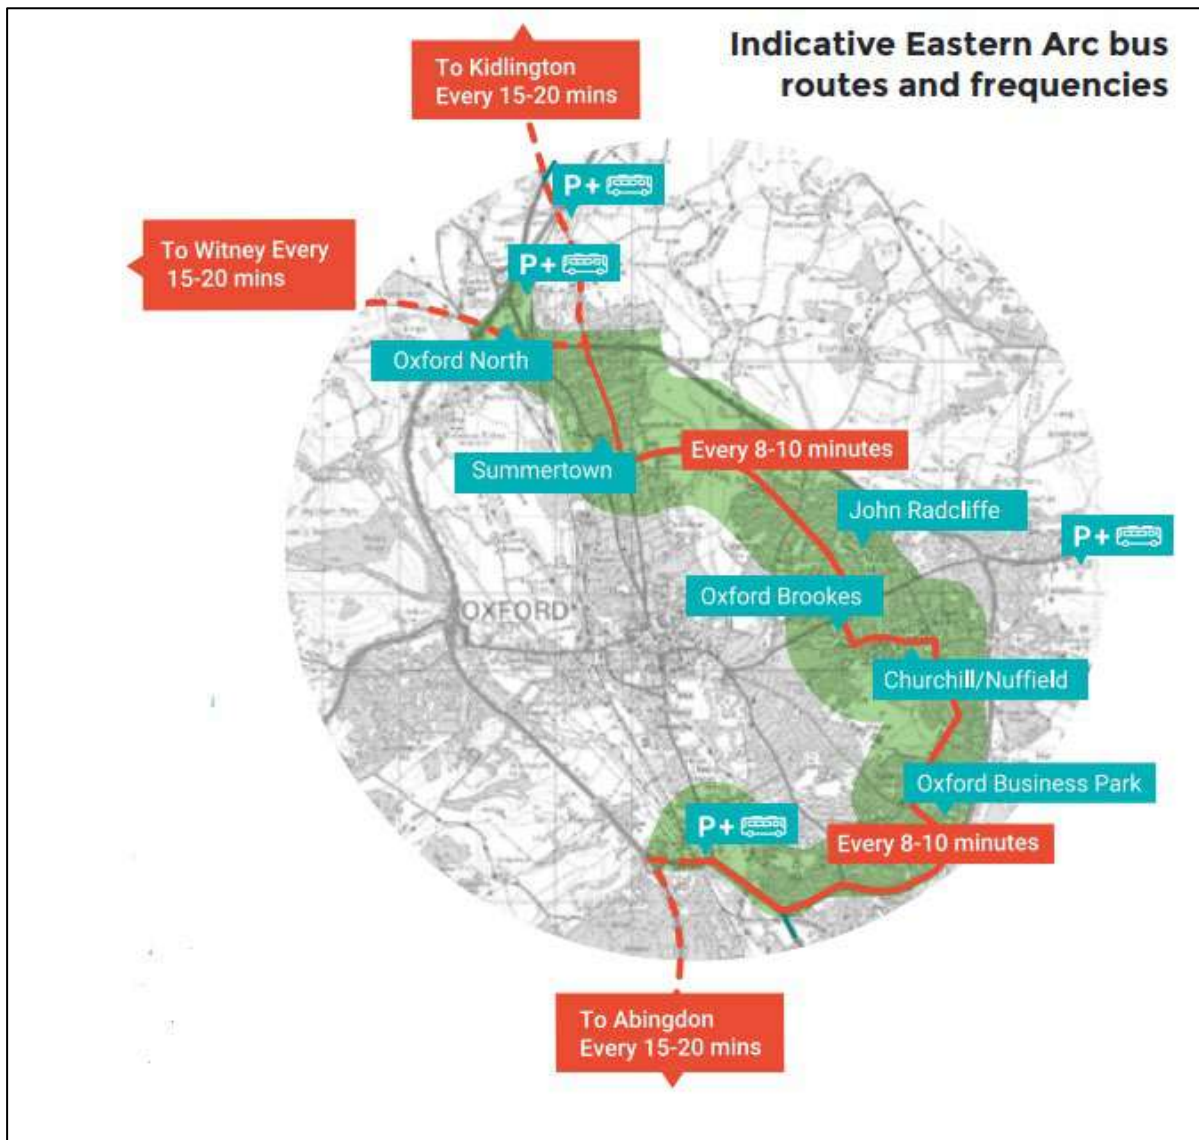 Indicative Eastern Arc bus
routes and frequencies
To Kidlington
Every 15-20 mins
P+
To Witney Every
15-20 mins
P+
Oxford North
Every 8-10 minutes
Summertown
John Radcliffe
P+
Oxford Brookes
OXFORD
Churchill/Nuffield
Oxford Business Park
P+
Every 8-10 minutes
To Abingdon
Every 15-20 mins